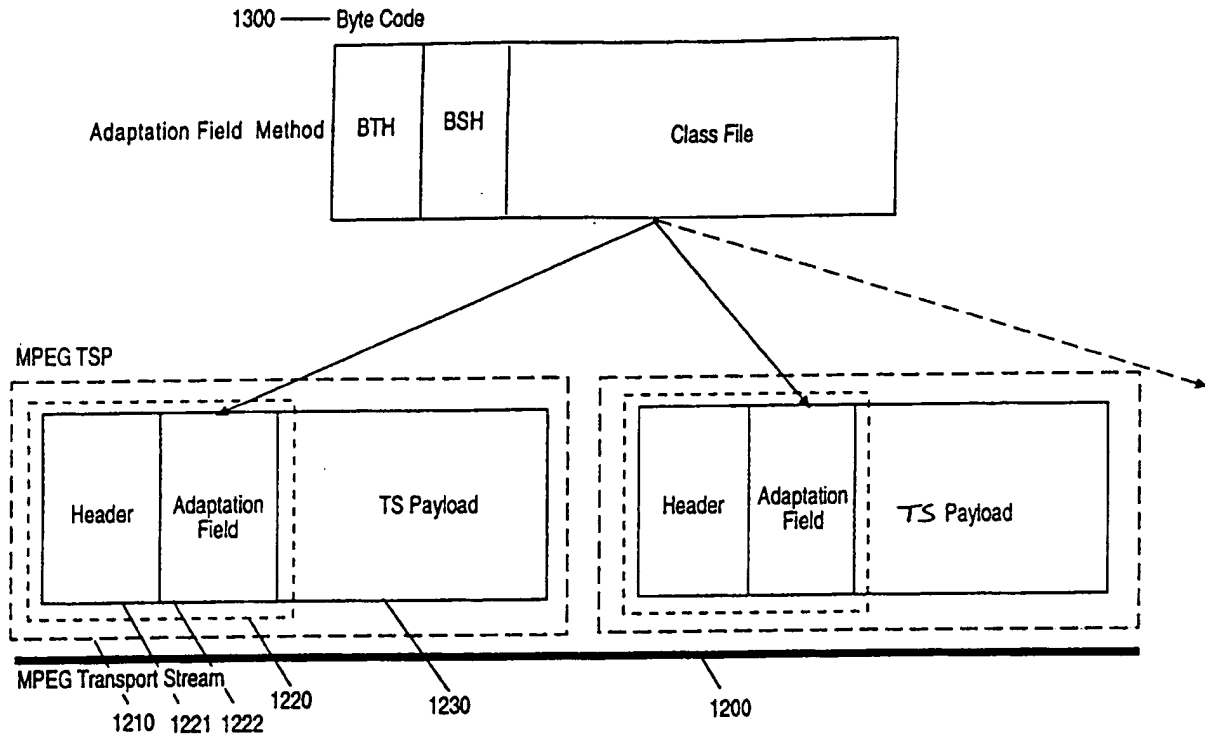 1300 Byte Code
Adaptation Field Method
BTH
BSH
Class File
MPEG TSP
Header
Adaptation
Field
TS Payload
Header
Adaptation
Field
TS Payload
MPEG Transport Stream
1210
1221
1222
1220
1230
1200